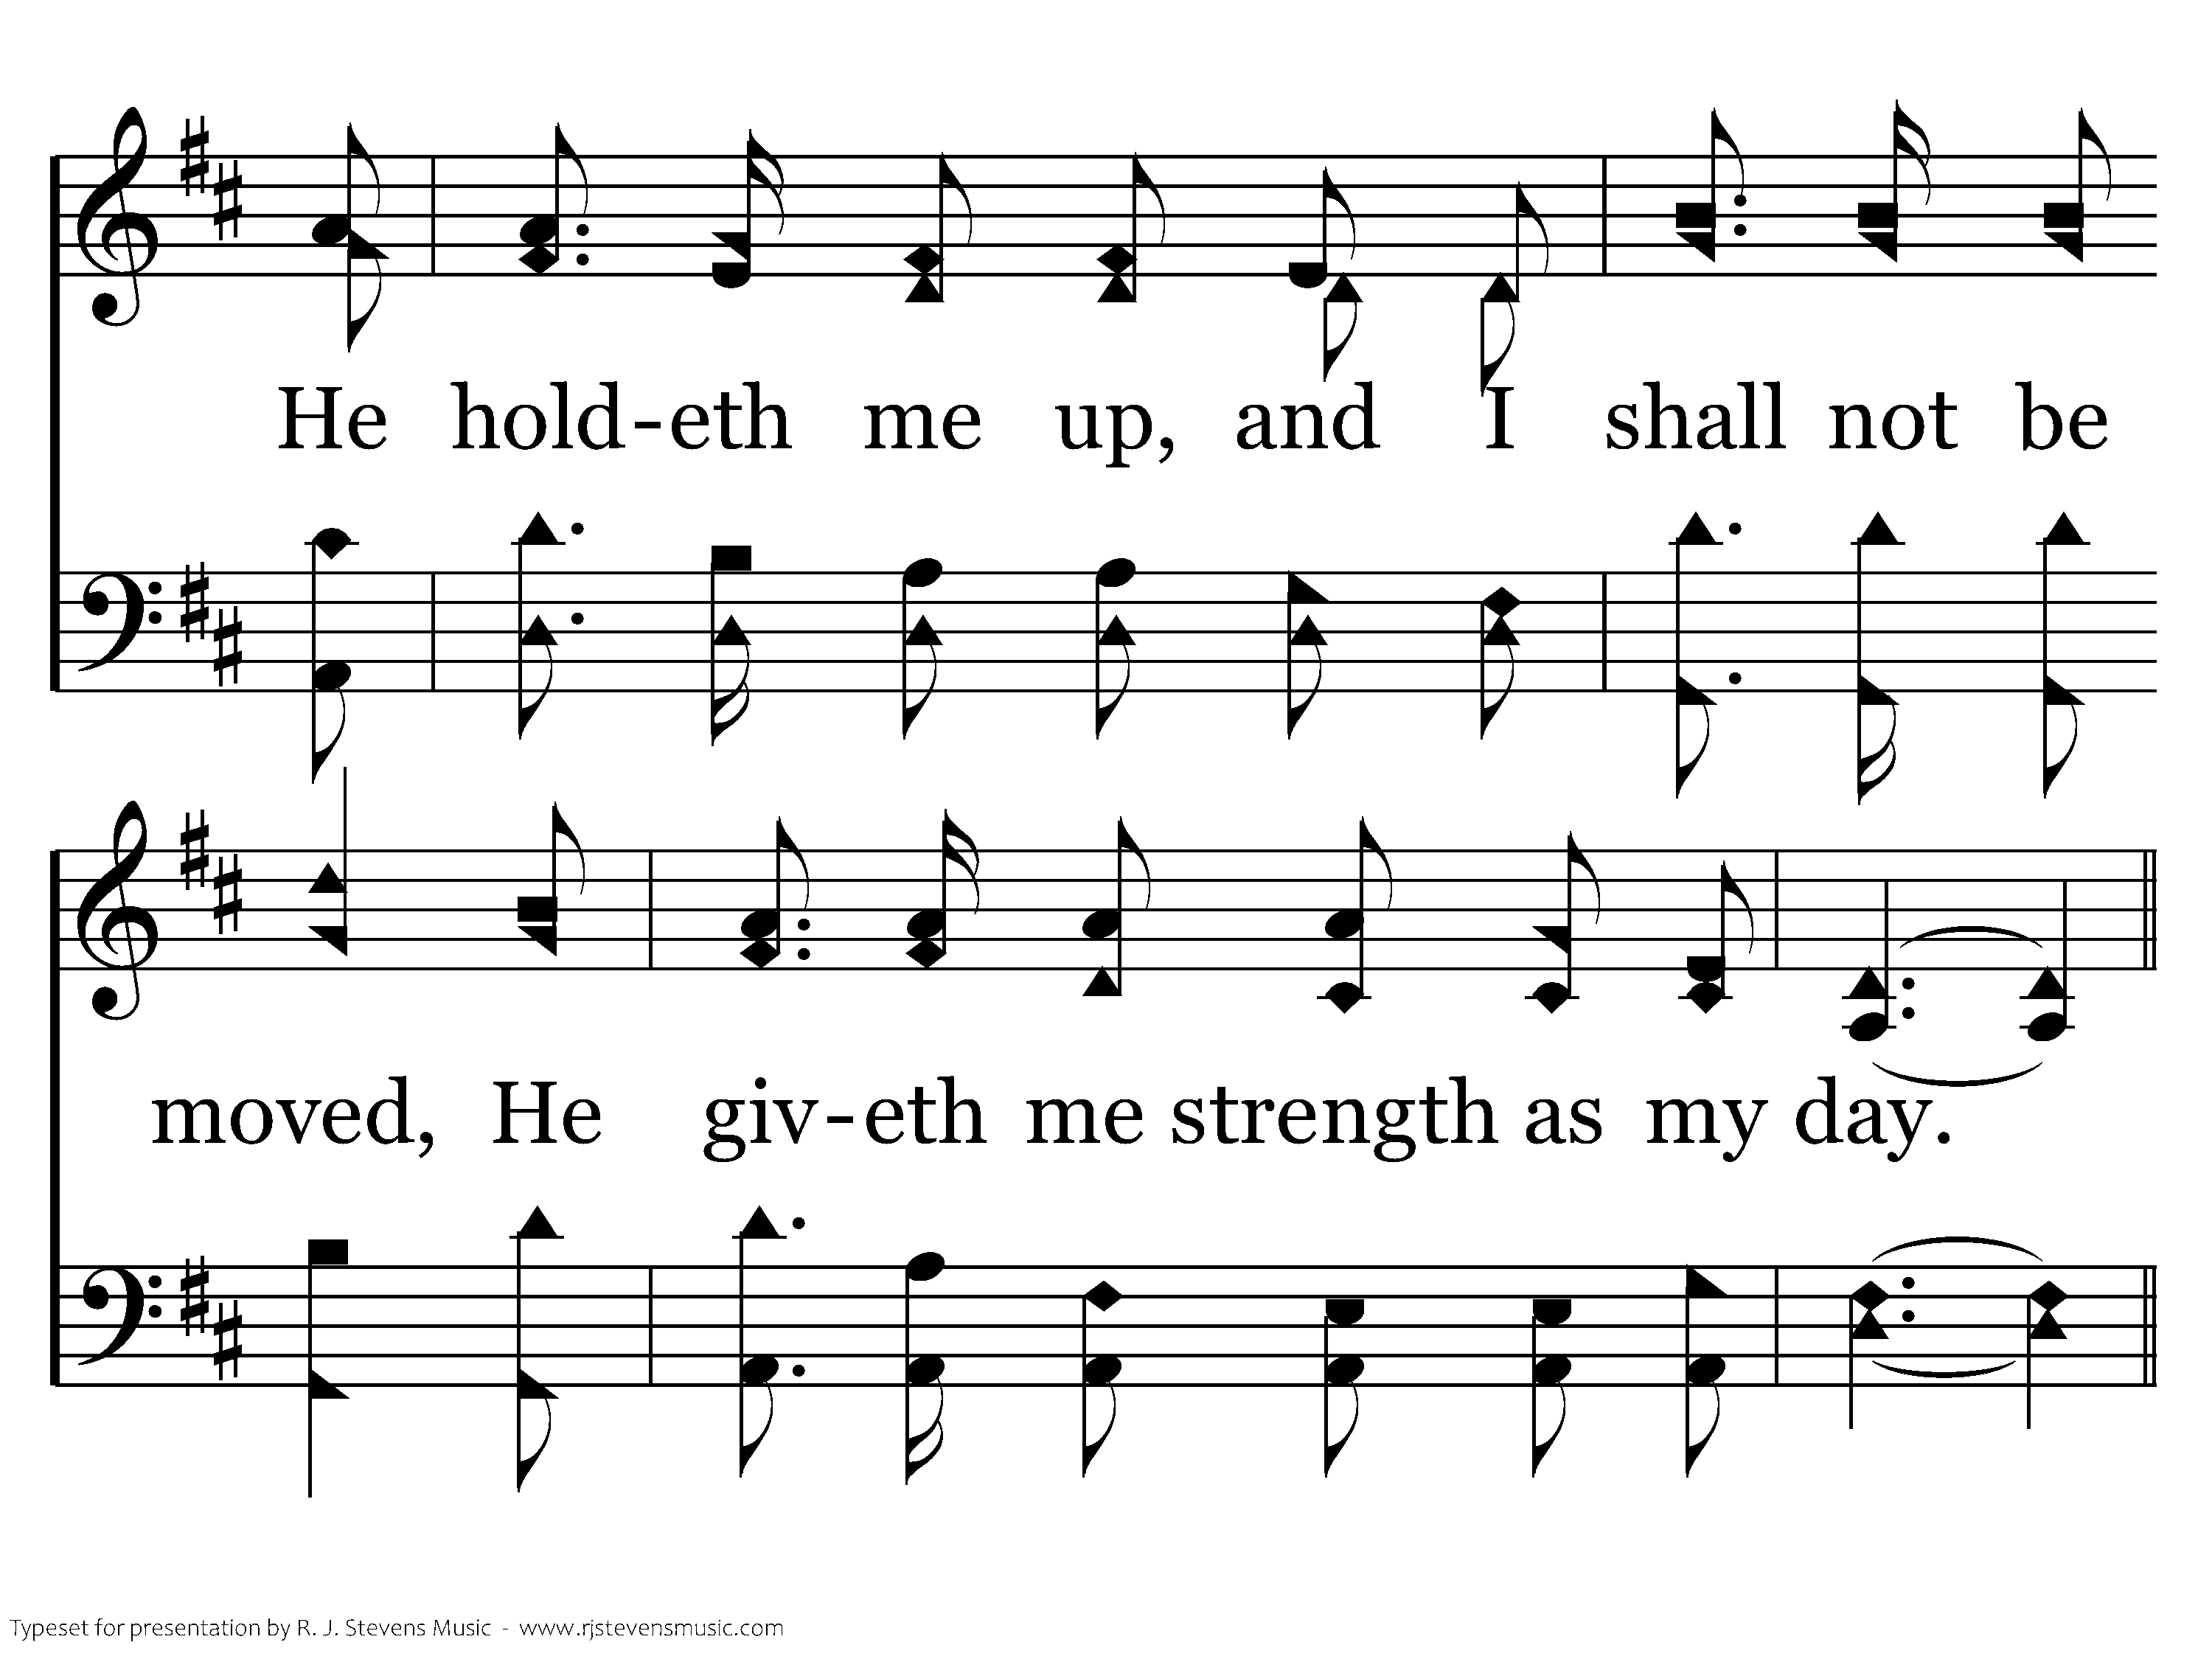 He hold-eth me up, and I shall not be
moved, He giv-eth me strength as my day.
Typeset for presentation by R. J. Stevens Music - www.rjstevensmusic.com